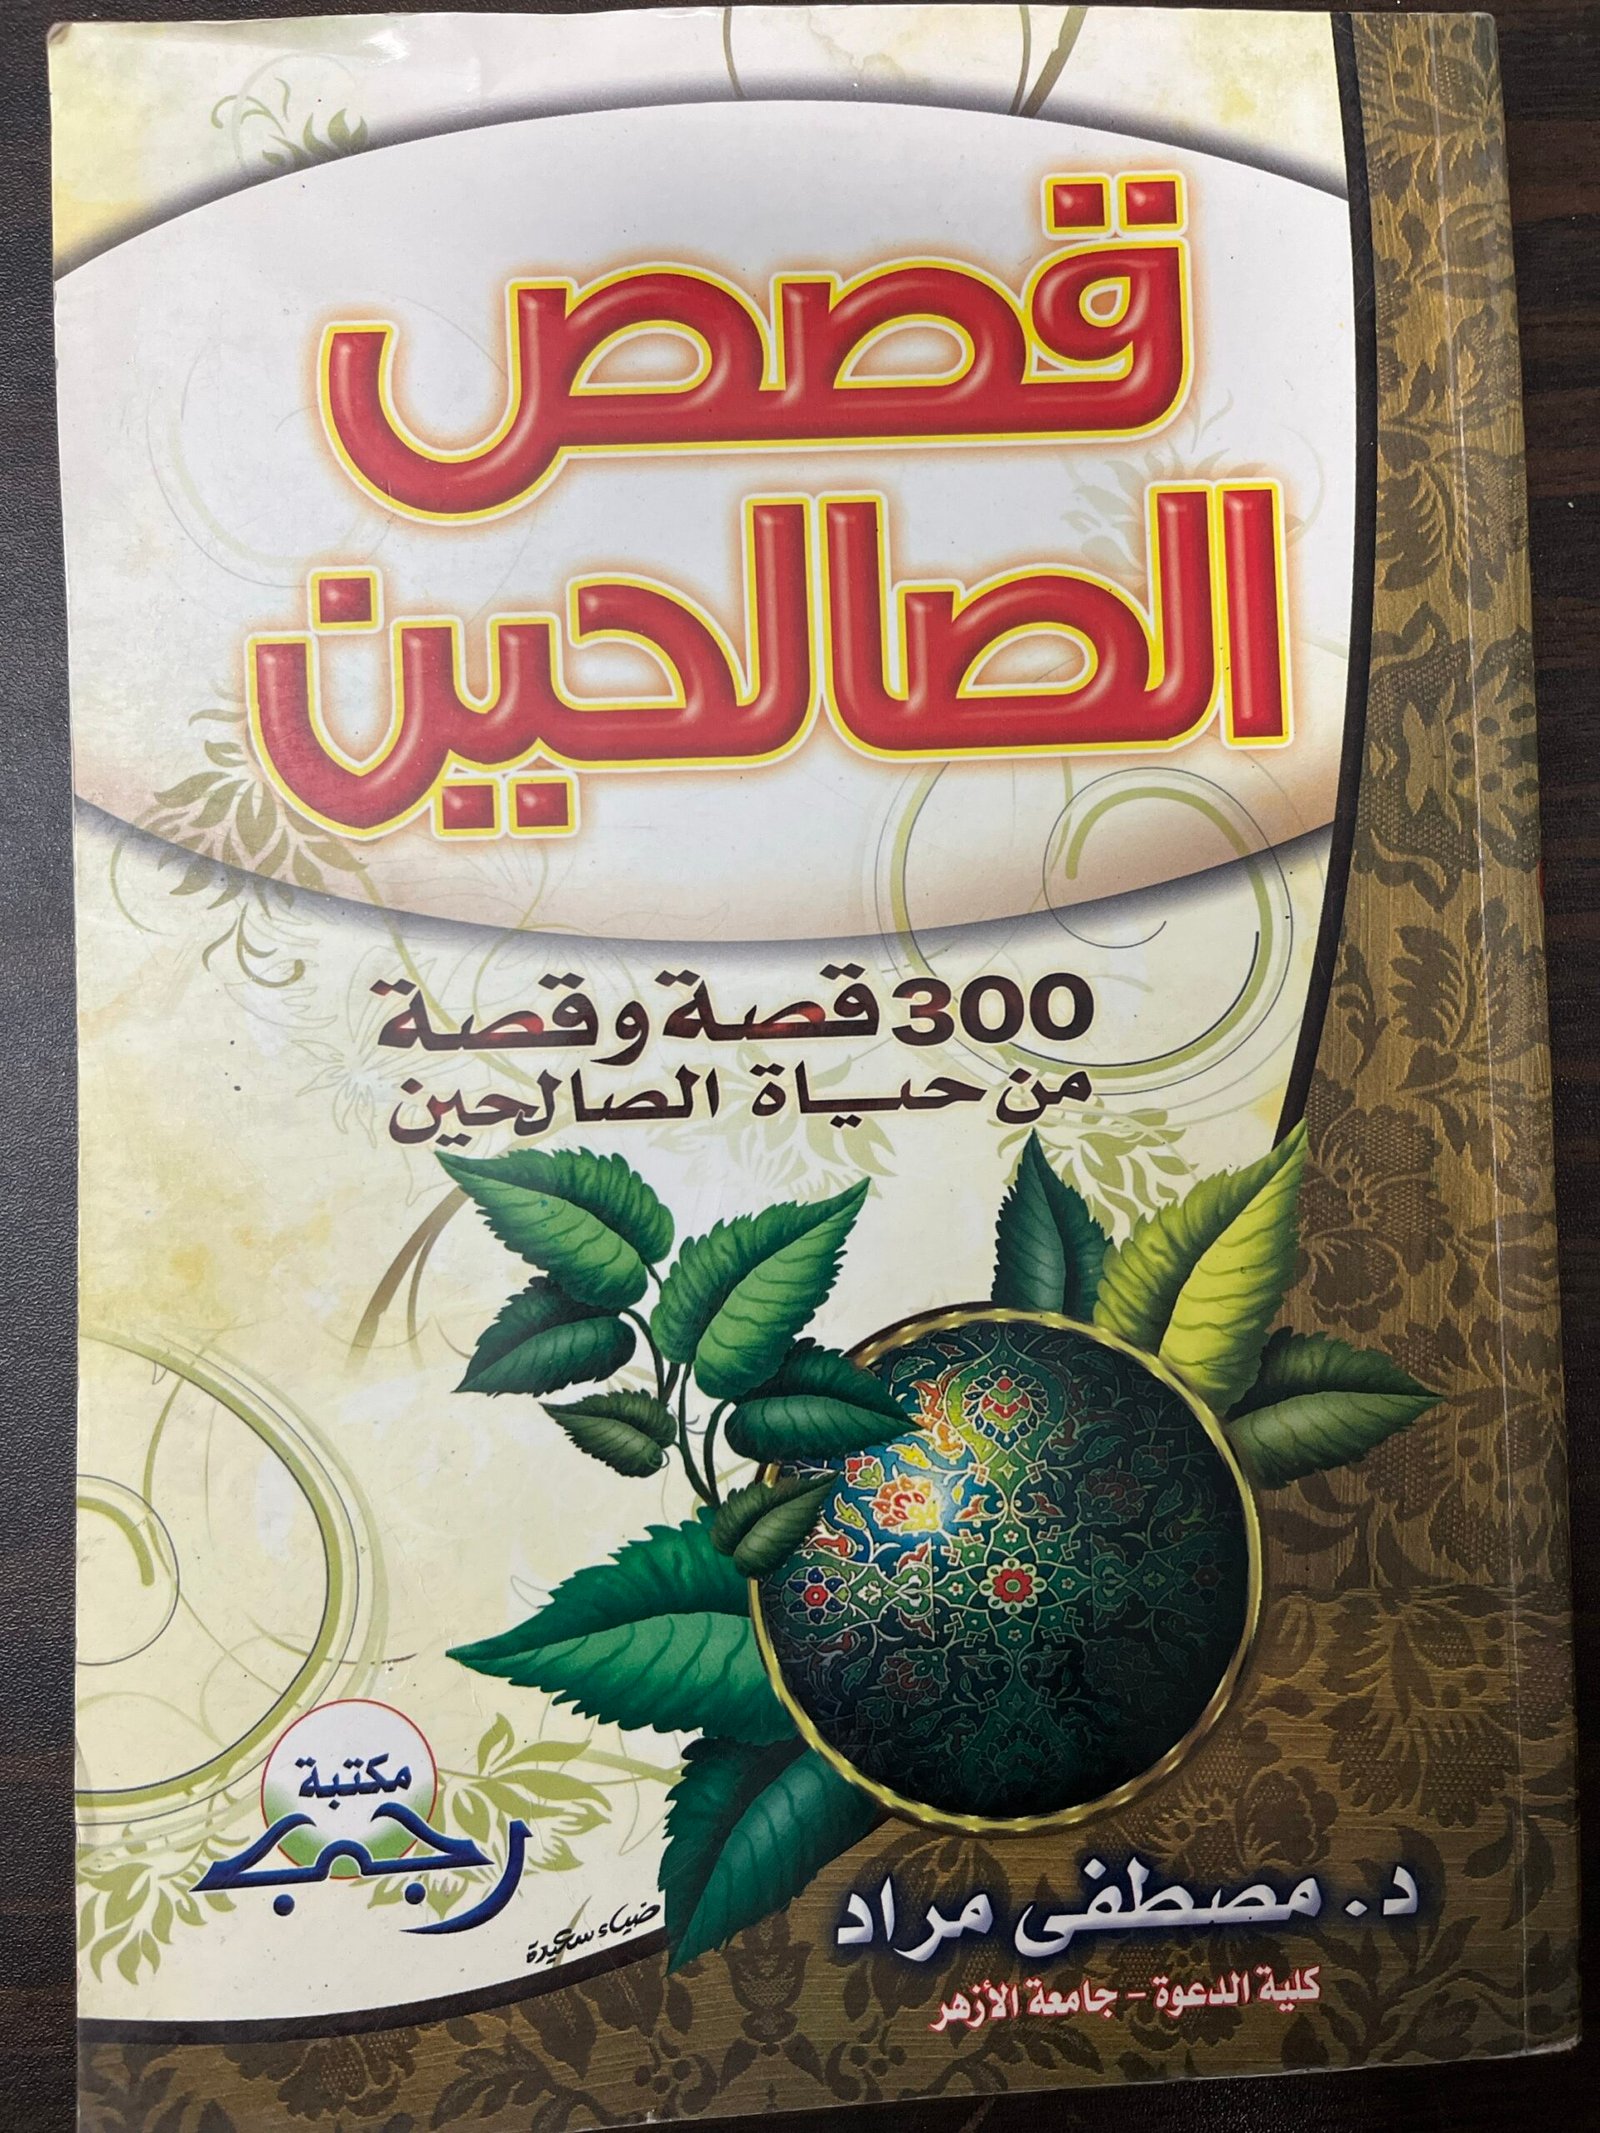 قصص
الصالحين
300 قصة وقصة
من حياة الصالحين
مكتبة
رجب
ضياء سعيدة
د. مصطفى مراد
كلية الدعوة - جامعة الأزهر